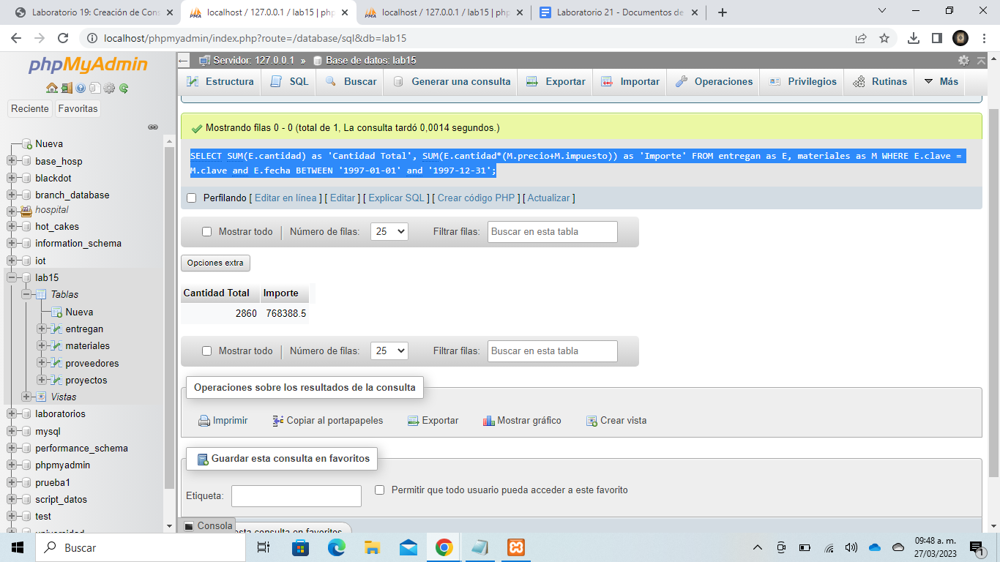 Laboratorio 19: Creación de Cons
localhost / 127.0.0.1 / lab15 | php
localhost / 127.0.0.1 / lab15 | php
Laboratorio 21 - Documentos de
localhost/phpmyadmin/index.php?route=/database/sql&db=lab15
phpMyAdmin
Reciente
Favoritas
Nueva
base_hosp
blackdot
branch_database
hospital
hot_cakes
information_schema
iot
lab15
Tablas
Nueva
entregan
materiales
proveedores
proyectos
Vistas
laboratorios
mysql
performance_schema
phpmyadmin
prueba1
script_datos
test
universidad
Servidor: 127.0.0.1 » Base de datos: lab15
Estructura SQL Buscar Generar una consulta Exportar Importar Operaciones Privilegios Rutinas Más
Mostrando filas 0 - 0 (total de 1, La consulta tardó 0,0014 segundos.)
SELECT SUM(E.cantidad) as 'Cantidad Total', SUM(E.cantidad*(M.precio+M.impuesto)) as 'Importe' FROM entregan as E, materiales as M WHERE E.clave =
M.clave and E.fecha BETWEEN '1997-01-01' and '1997-12-31';
Perfilando [ Editar en línea ] [ Editar ] [ Explicar SQL ] [ Crear código PHP ] [ Actualizar ]
Mostrar todo | Número de filas: 25 Filtrar filas: Buscar en esta tabla
Opciones extra
Cantidad Total Importe
2860 768388.5
Mostrar todo | Número de filas: 25 Filtrar filas: Buscar en esta tabla
Operaciones sobre los resultados de la consulta
Imprimir Copiar al portapapeles Exportar Mostrar gráfico Crear vista
Guardar esta consulta en favoritos
Etiqueta: Permitir que todo usuario pueda acceder a este favorito
Consola
esta consulta en favoritos
Buscar
09:48 a. m.
27/03/2023
1